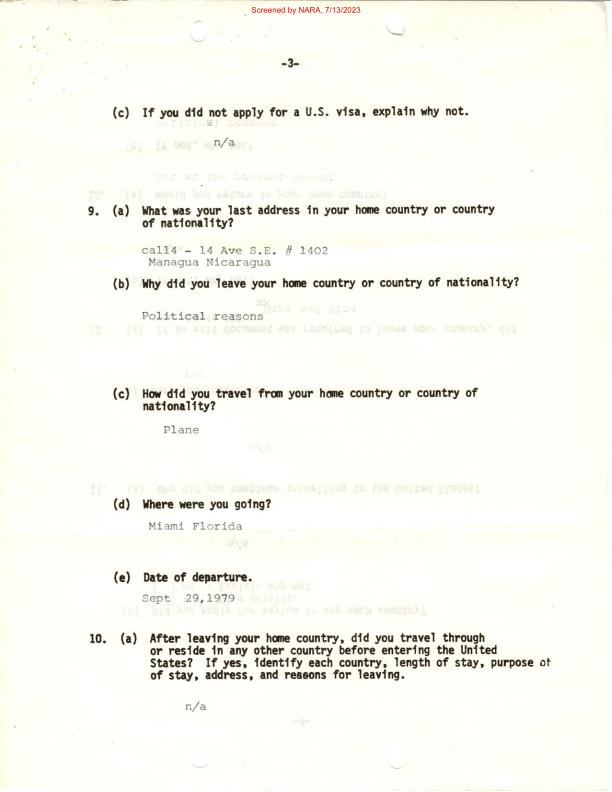 Screened by NARA, 7/13/2023
-3-
(c) If you did not apply for a U.S. visa, explain why not.
n/a
9. (a) What was your last address in your home country or country
of nationality?
call4 - 14 Ave S.E. # 1402
Managua Nicaragua
(b) Why did you leave your home country or country of nationality?
Political reasons
(c) How did you travel from your home country or country of
nationality?
Plane
(d) Where were you going?
Miami Florida
(e) Date of departure.
Sept 29,1979
10. (a) After leaving your home country, did you travel through
or reside in any other country before entering the United
States? If yes, identify each country, length of stay, purpose of
of stay, address, and reasons for leaving.
n/a